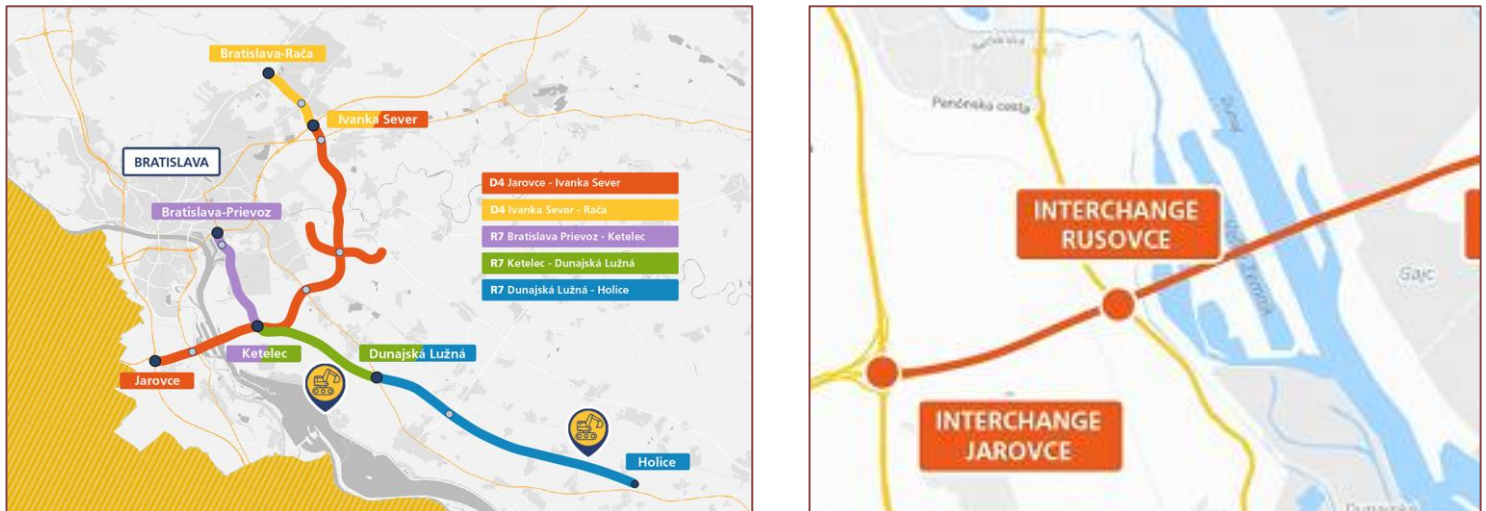 Bratislava-Rača
Ivanka Sever
BRATISLAVA
Bratislava-Prievoz
D4 Jarovce - Ivanka Sever
D4 Ivanka Sever - Rača
R7 Bratislava Prievoz - Ketelec
R7 Ketelec - Dunajská Lužná
R7 Dunajská Lužná - Holice
Ketelec
Dunajská Lužná
Jarovce
Holice
Panónska cesta
Dunaj
INTERCHANGE
RUSOVCE
Gajc
INTERCHANGE
JAROVCE